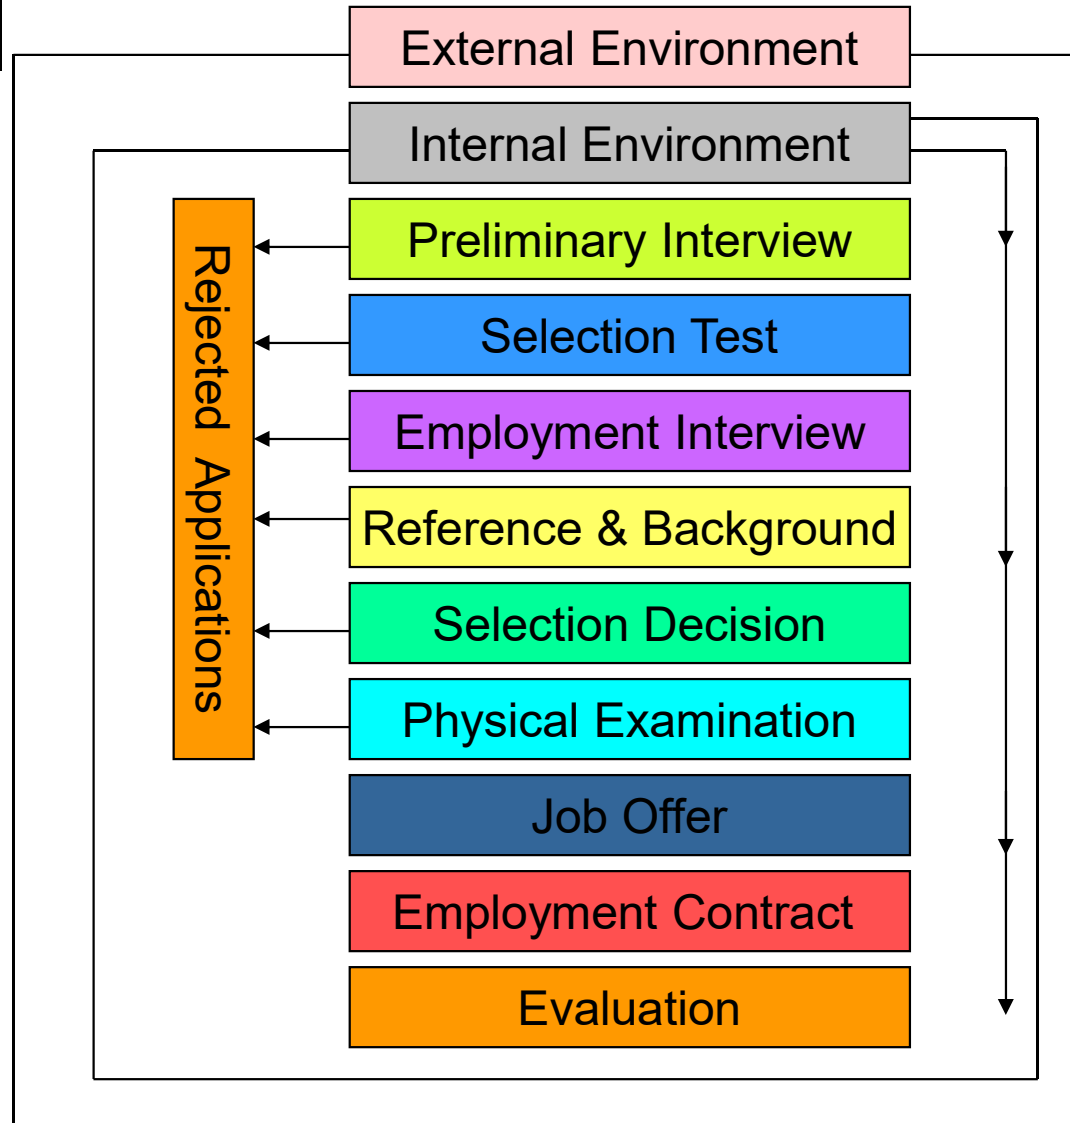 External Environment
Internal Environment
Preliminary Interview
Selection Test
Employment Interview
Reference & Background
Selection Decision
Physical Examination
Job Offer
Employment Contract
Evaluation
Rejected Applications